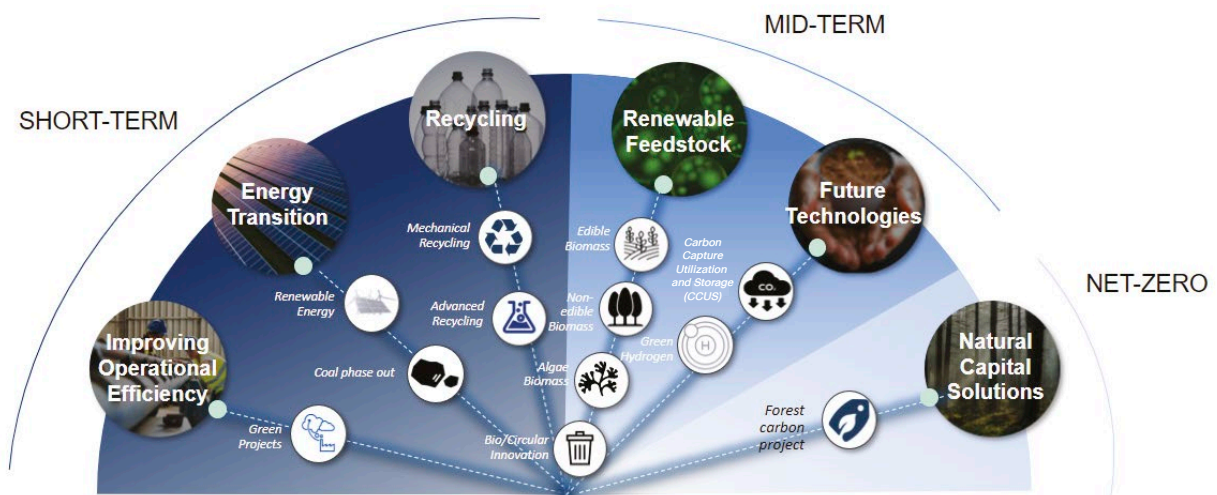 SHORT-TERM
MID-TERM
NET-ZERO
Improving
Operational
Efficiency
Green
Projects
Energy
Transition
Renewable
Energy
Coal phase out
Recycling
Mechanical
Recycling
Advanced
Recycling
Renewable
Feedstock
Edible
Biomass
Non-
edible
Biomass
Algae
Biomass
Bio/Circular
Innovation
Future
Technologies
Carbon
Capture
Utilization
and Storage
(CCUS)
CO₂
Green
Hydrogen
H
Natural
Capital
Solutions
Forest
carbon
project